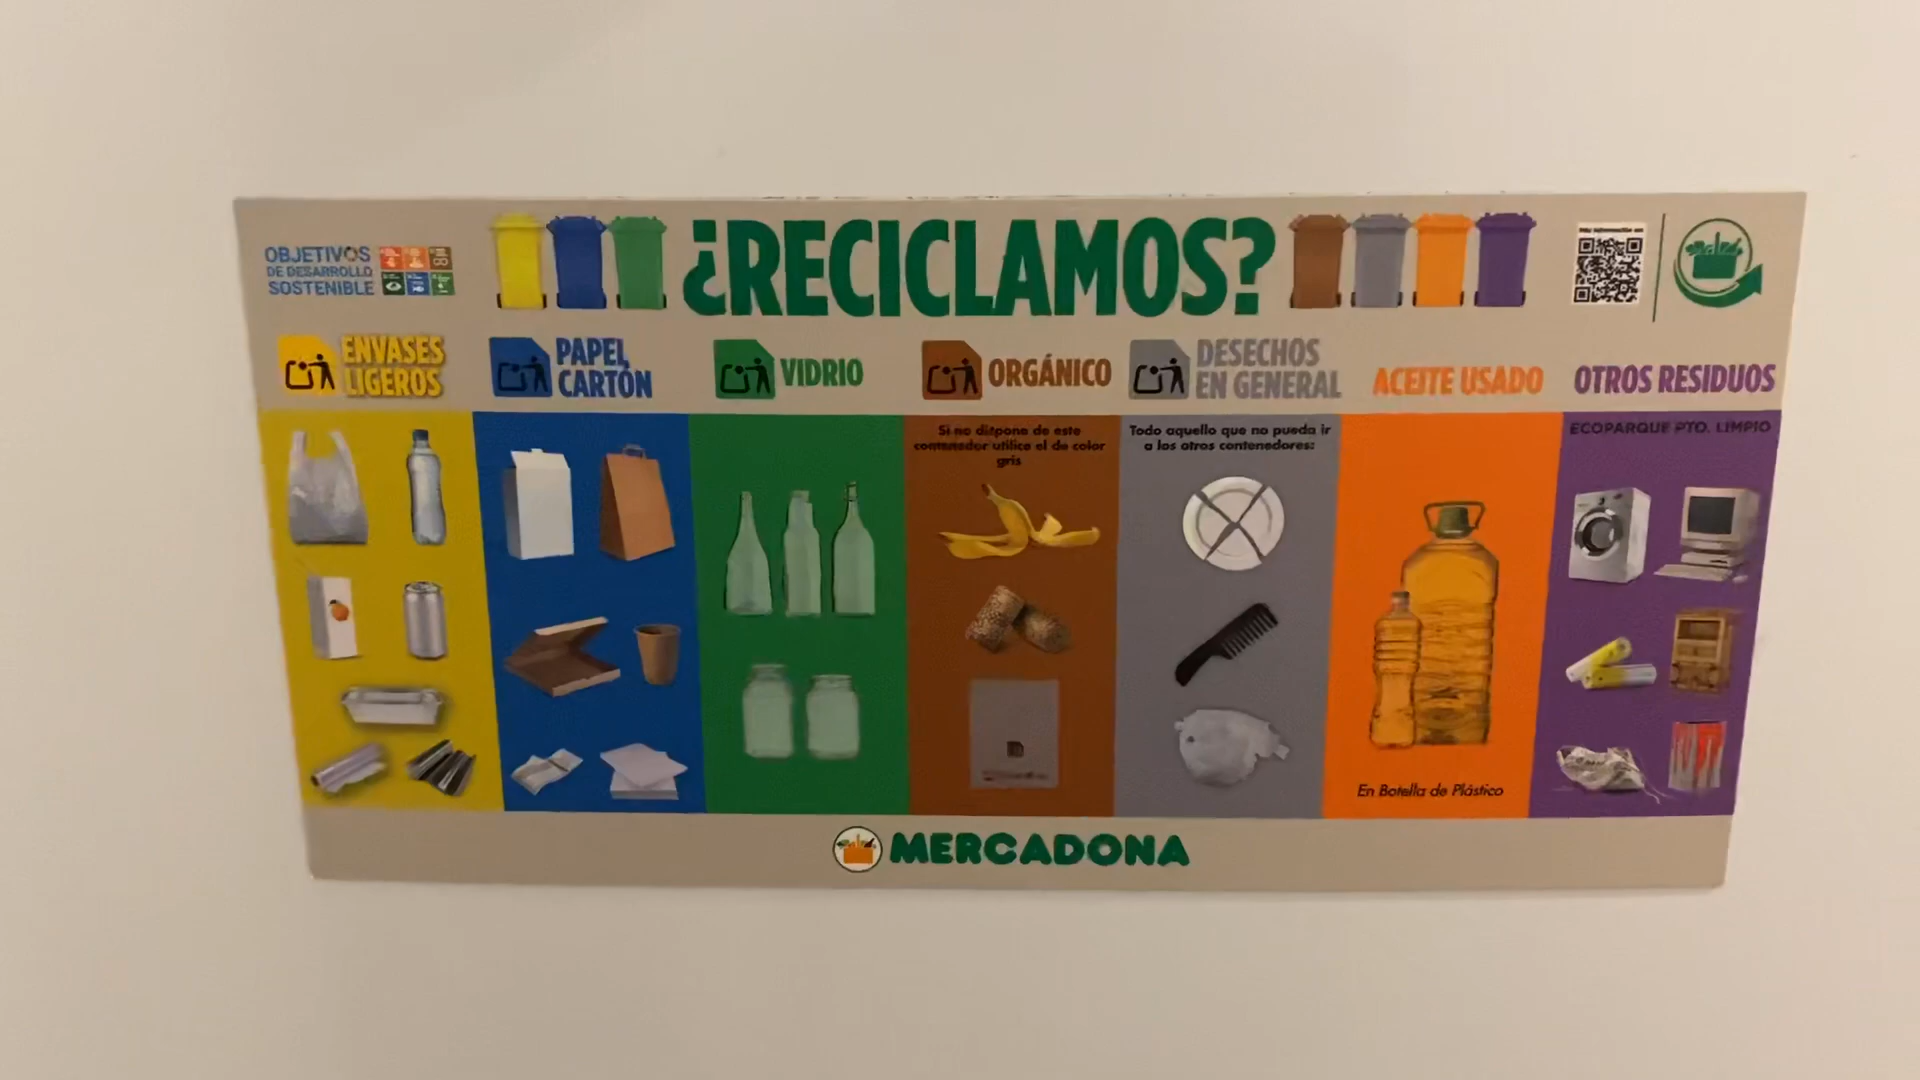 OBJETIVOS
DE DESARROLLO
SOSTENIBLE
¿RECICLAMOS?
ENVASES
LIGEROS
PAPEL
CARTÓN
VIDRIO
ORGÁNICO
DESECHOS
EN GENERAL
ACEITE USADO
OTROS RESIDUOS
Si no dispone de este
contenedor utilice el de color
gris
Todo aquello que no pueda ir
a los otros contenedores:
ECOPARQUE PTO. LIMPIO
En Botella de Plástico
MERCADONA